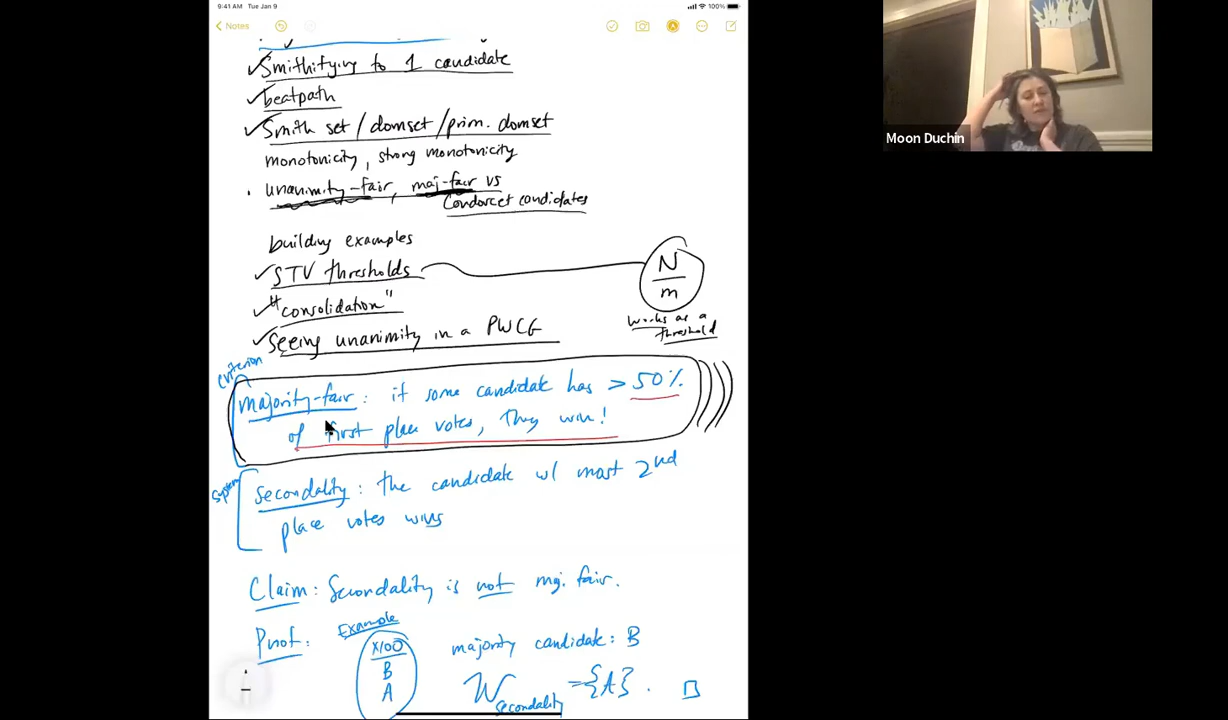 9:41 AM Tue Jan 9
100%
Notes
✓ Smithifying to 1 candidate
✓ beatpath
✓ Smith set / domset / prim. domset
monotonicity, strong monotonicity
· unanimity-fair, maj-fair vs
Condorcet candidates
building examples
✓ STV thresholds
N
m
works as a
threshold
✓ "consolidation"
✓ Seeing unanimity in a PWCG
criterion
majority-fair: if some candidate has > 50%
of first place votes, they win!
system
secondality: the candidate w/ most 2nd
place votes wins
Claim: Secondality is not maj. fair.
Proof:
Example
x100
B
A
majority candidate: B
W secondality = {A}. □
Moon Duchin